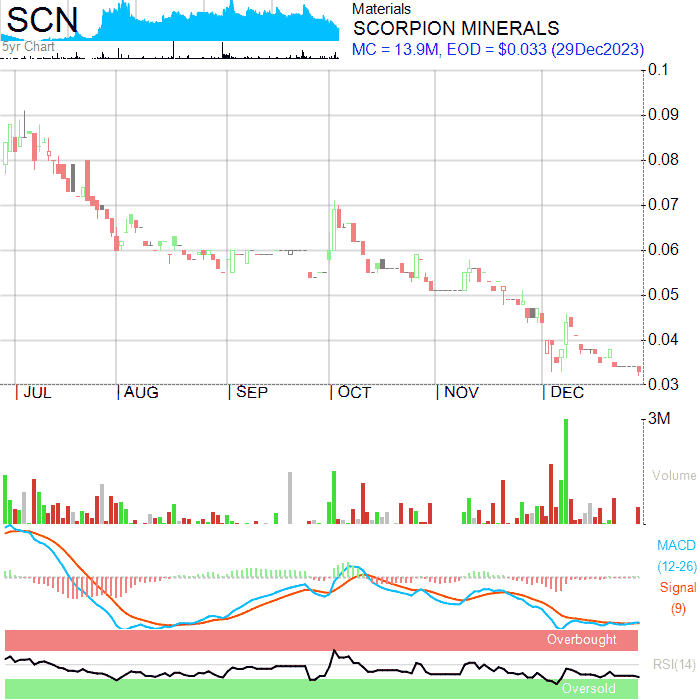 SCN
5yr Chart
Materials
SCORPION MINERALS
MC = 13.9M, EOD = $0.033 (29Dec2023)
0.1
0.09
0.08
0.07
0.06
0.05
0.04
0.03
JUL AUG SEP OCT NOV DEC
3M
Volume
MACD
(12-26)
Signal
(9)
Overbought
RSI(14)
Oversold